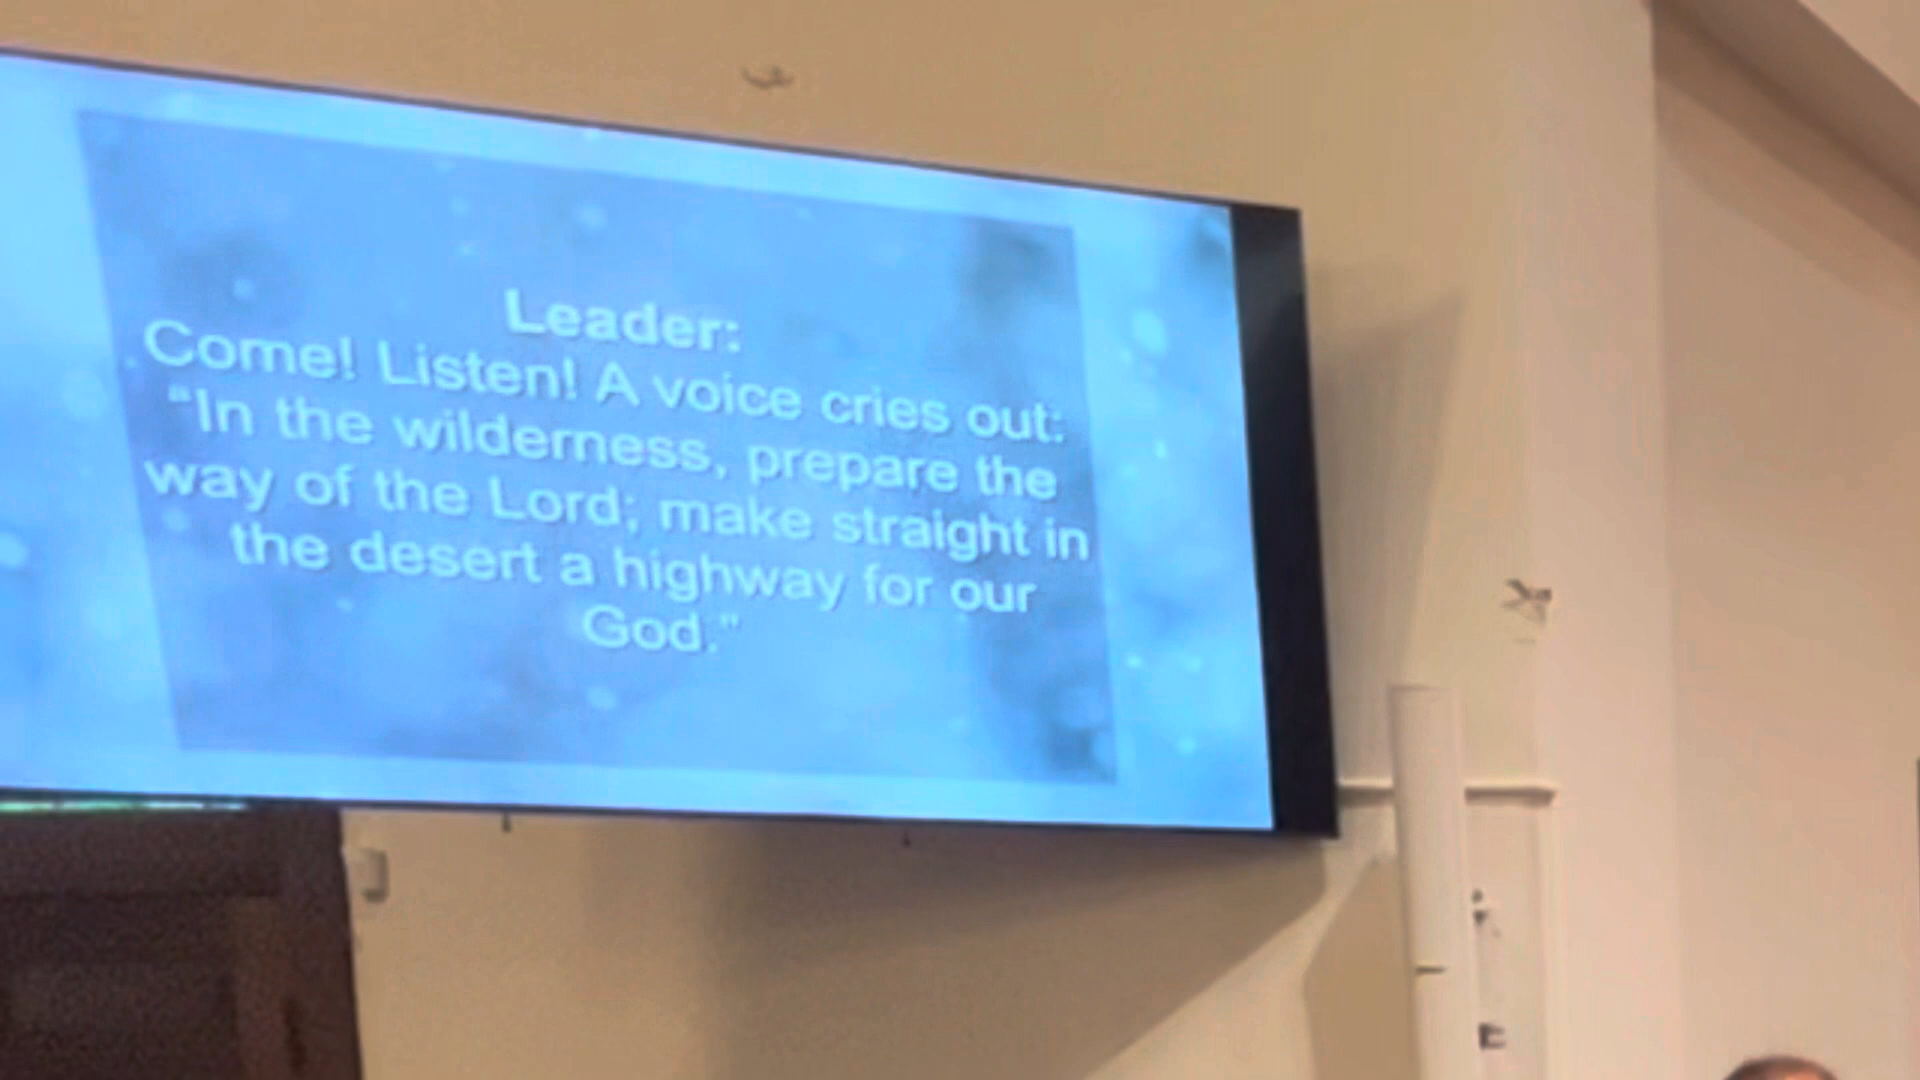 Leader:
Come! Listen! A voice cries out:
“In the wilderness, prepare the
way of the Lord; make straight in
the desert a highway for our
God."